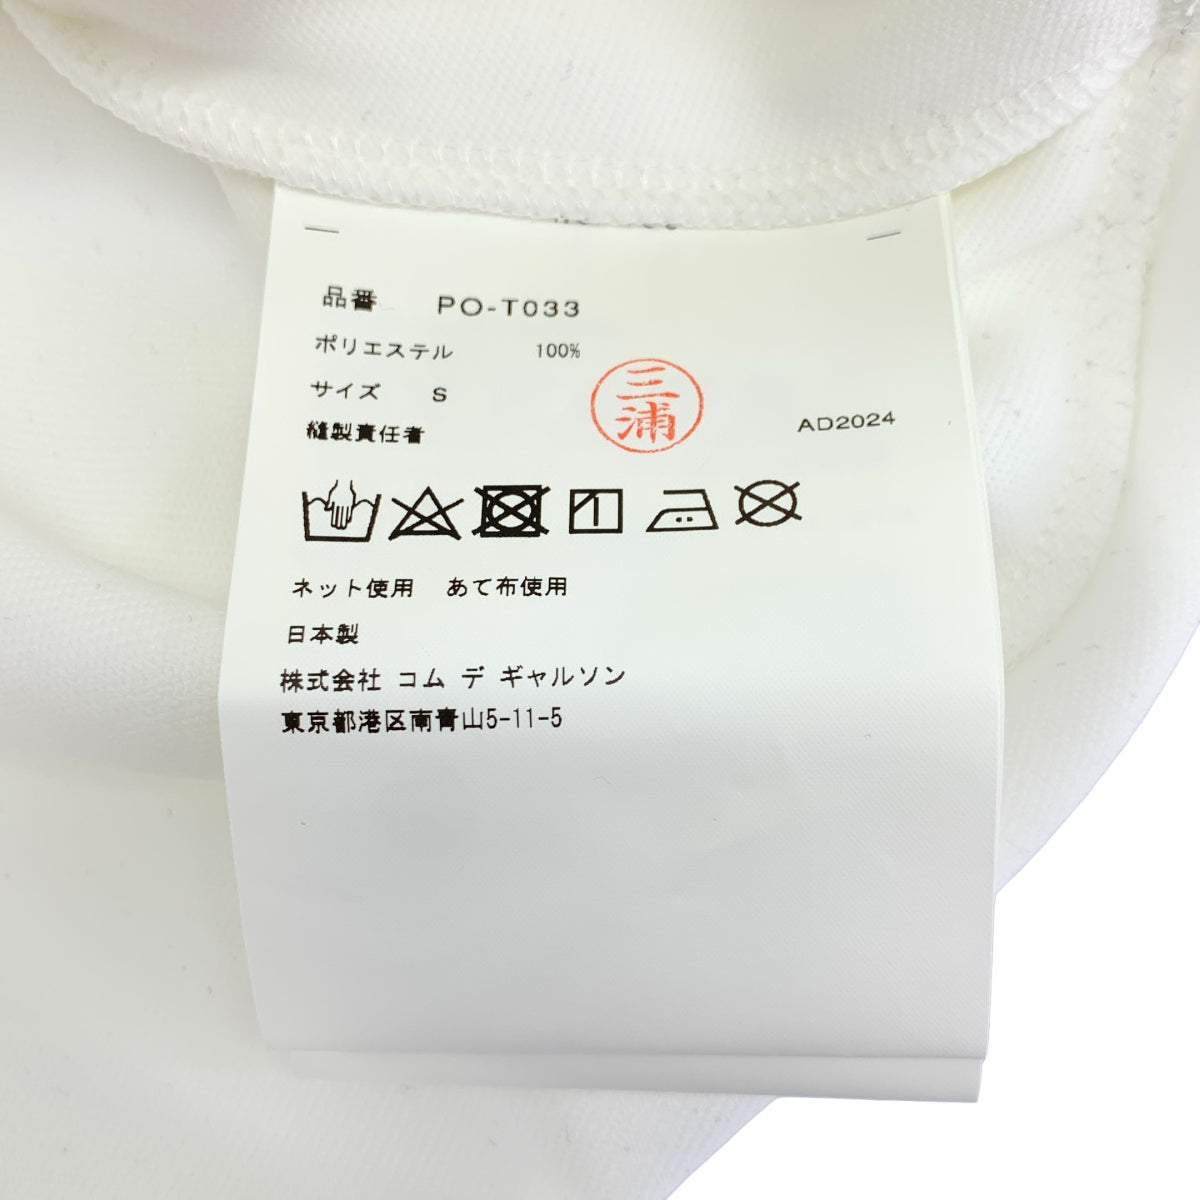 品番 PO-T033
ポリエステル 100%
サイズ S
縫製責任者 三浦 AD2024
ネット使用 あて布使用
日本製
株式会社 コム デ ギャルソン
東京都港区南青山5-11-5